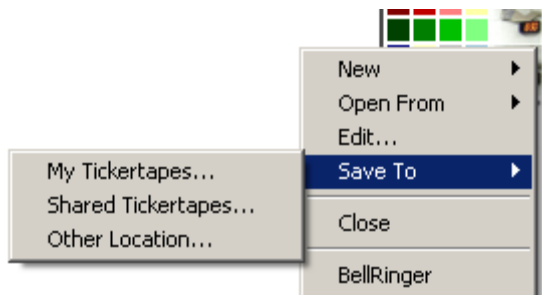 New
Open From
Edit...
Save To
My Tickertapes...
Shared Tickertapes...
Other Location...
Close
BellRinger